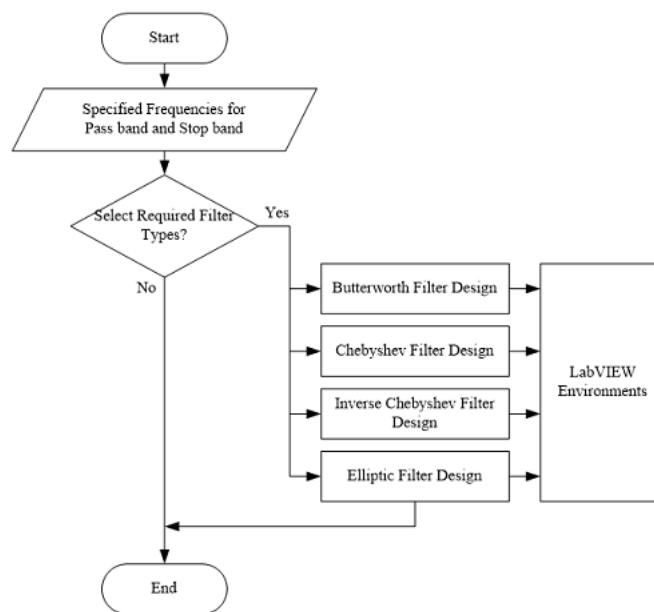 Start
Specified Frequencies for
Pass band and Stop band
Select Required Filter
Types?
Yes
No
Butterworth Filter Design
Chebyshev Filter Design
Inverse Chebyshev Filter
Design
Elliptic Filter Design
LabVIEW
Environments
End